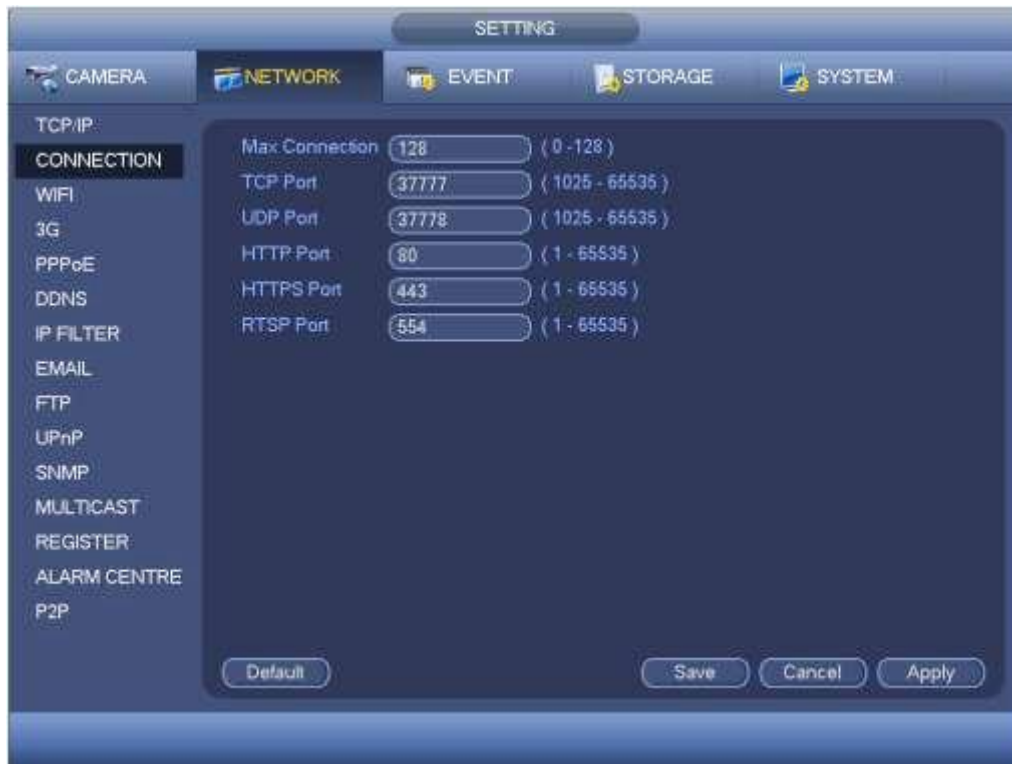 SETTING
CAMERA NETWORK EVENT STORAGE SYSTEM
TCP/IP
CONNECTION
WIFI
3G
PPPoE
DDNS
IP FILTER
EMAIL
FTP
UPnP
SNMP
MULTICAST
REGISTER
ALARM CENTRE
P2P
Max Connection 128 ( 0 -128 )
TCP Port 37777 ( 1025 - 65535 )
UDP Port 37778 ( 1025 - 65535 )
HTTP Port 80 ( 1 - 65535 )
HTTPS Port 443 ( 1 - 65535 )
RTSP Port 554 ( 1 - 65535 )
Default Save Cancel Apply